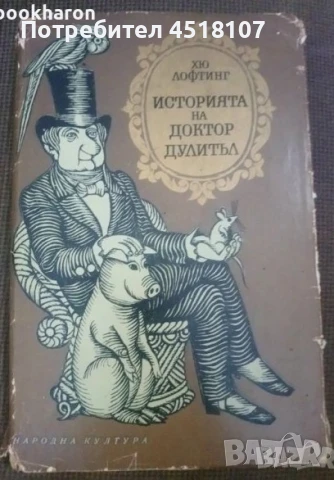 bookharon
Потребител 4518107
ХЮ
ЛОФТИНГ
ИСТОРИЯТА
НА
ДОКТОР
ДУЛИТЪЛ
НАРОДНА КУЛТУРА